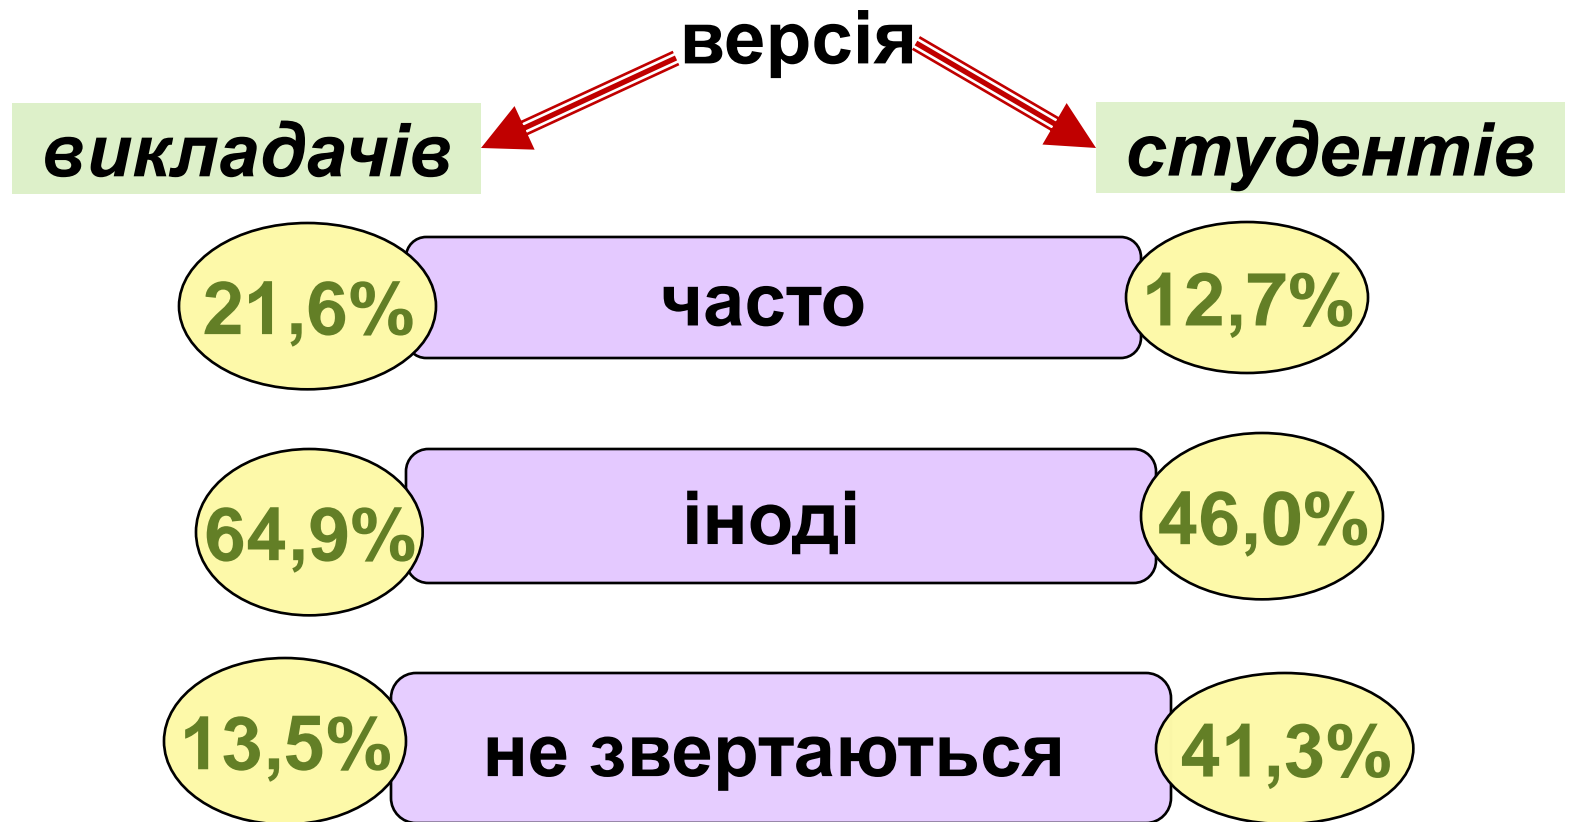 версія
викладачів
студентів
21,6%
часто
12,7%
64,9%
іноді
46,0%
13,5%
не звертаються
41,3%